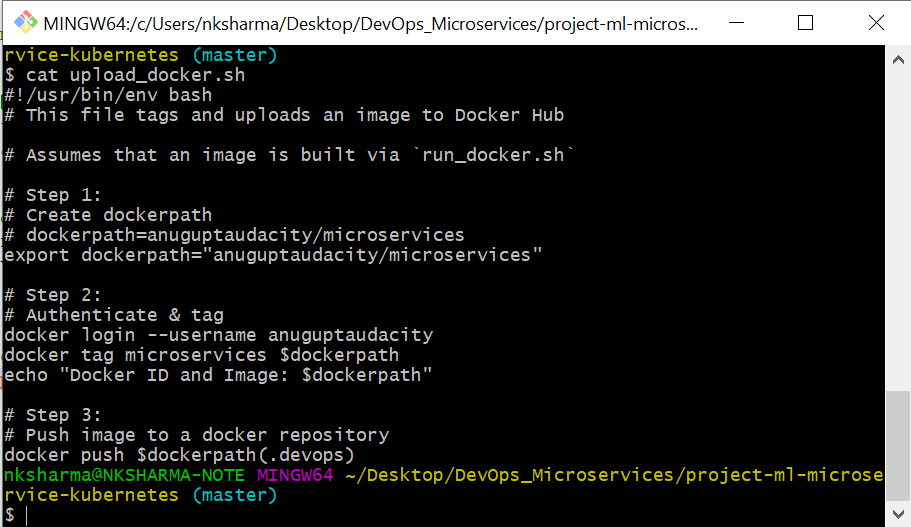 MINGW64:/c/Users/nksharma/Desktop/DevOps_Microservices/project-ml-micros...
rvice-kubernetes (master)
$ cat upload_docker.sh
#!/usr/bin/env bash
# This file tags and uploads an image to Docker Hub
# Assumes that an image is built via `run_docker.sh`
# Step 1:
# Create dockerpath
# dockerpath=anuguptaudacity/microservices
export dockerpath="anuguptaudacity/microservices"
# Step 2:
# Authenticate & tag
docker login --username anuguptaudacity
docker tag microservices $dockerpath
echo "Docker ID and Image: $dockerpath"
# Step 3:
# Push image to a docker repository
docker push $dockerpath(.devops)
nksharma@NKSHARMA-NOTE MINGW64 ~/Desktop/DevOps_Microservices/project-ml-microse
rvice-kubernetes (master)
$